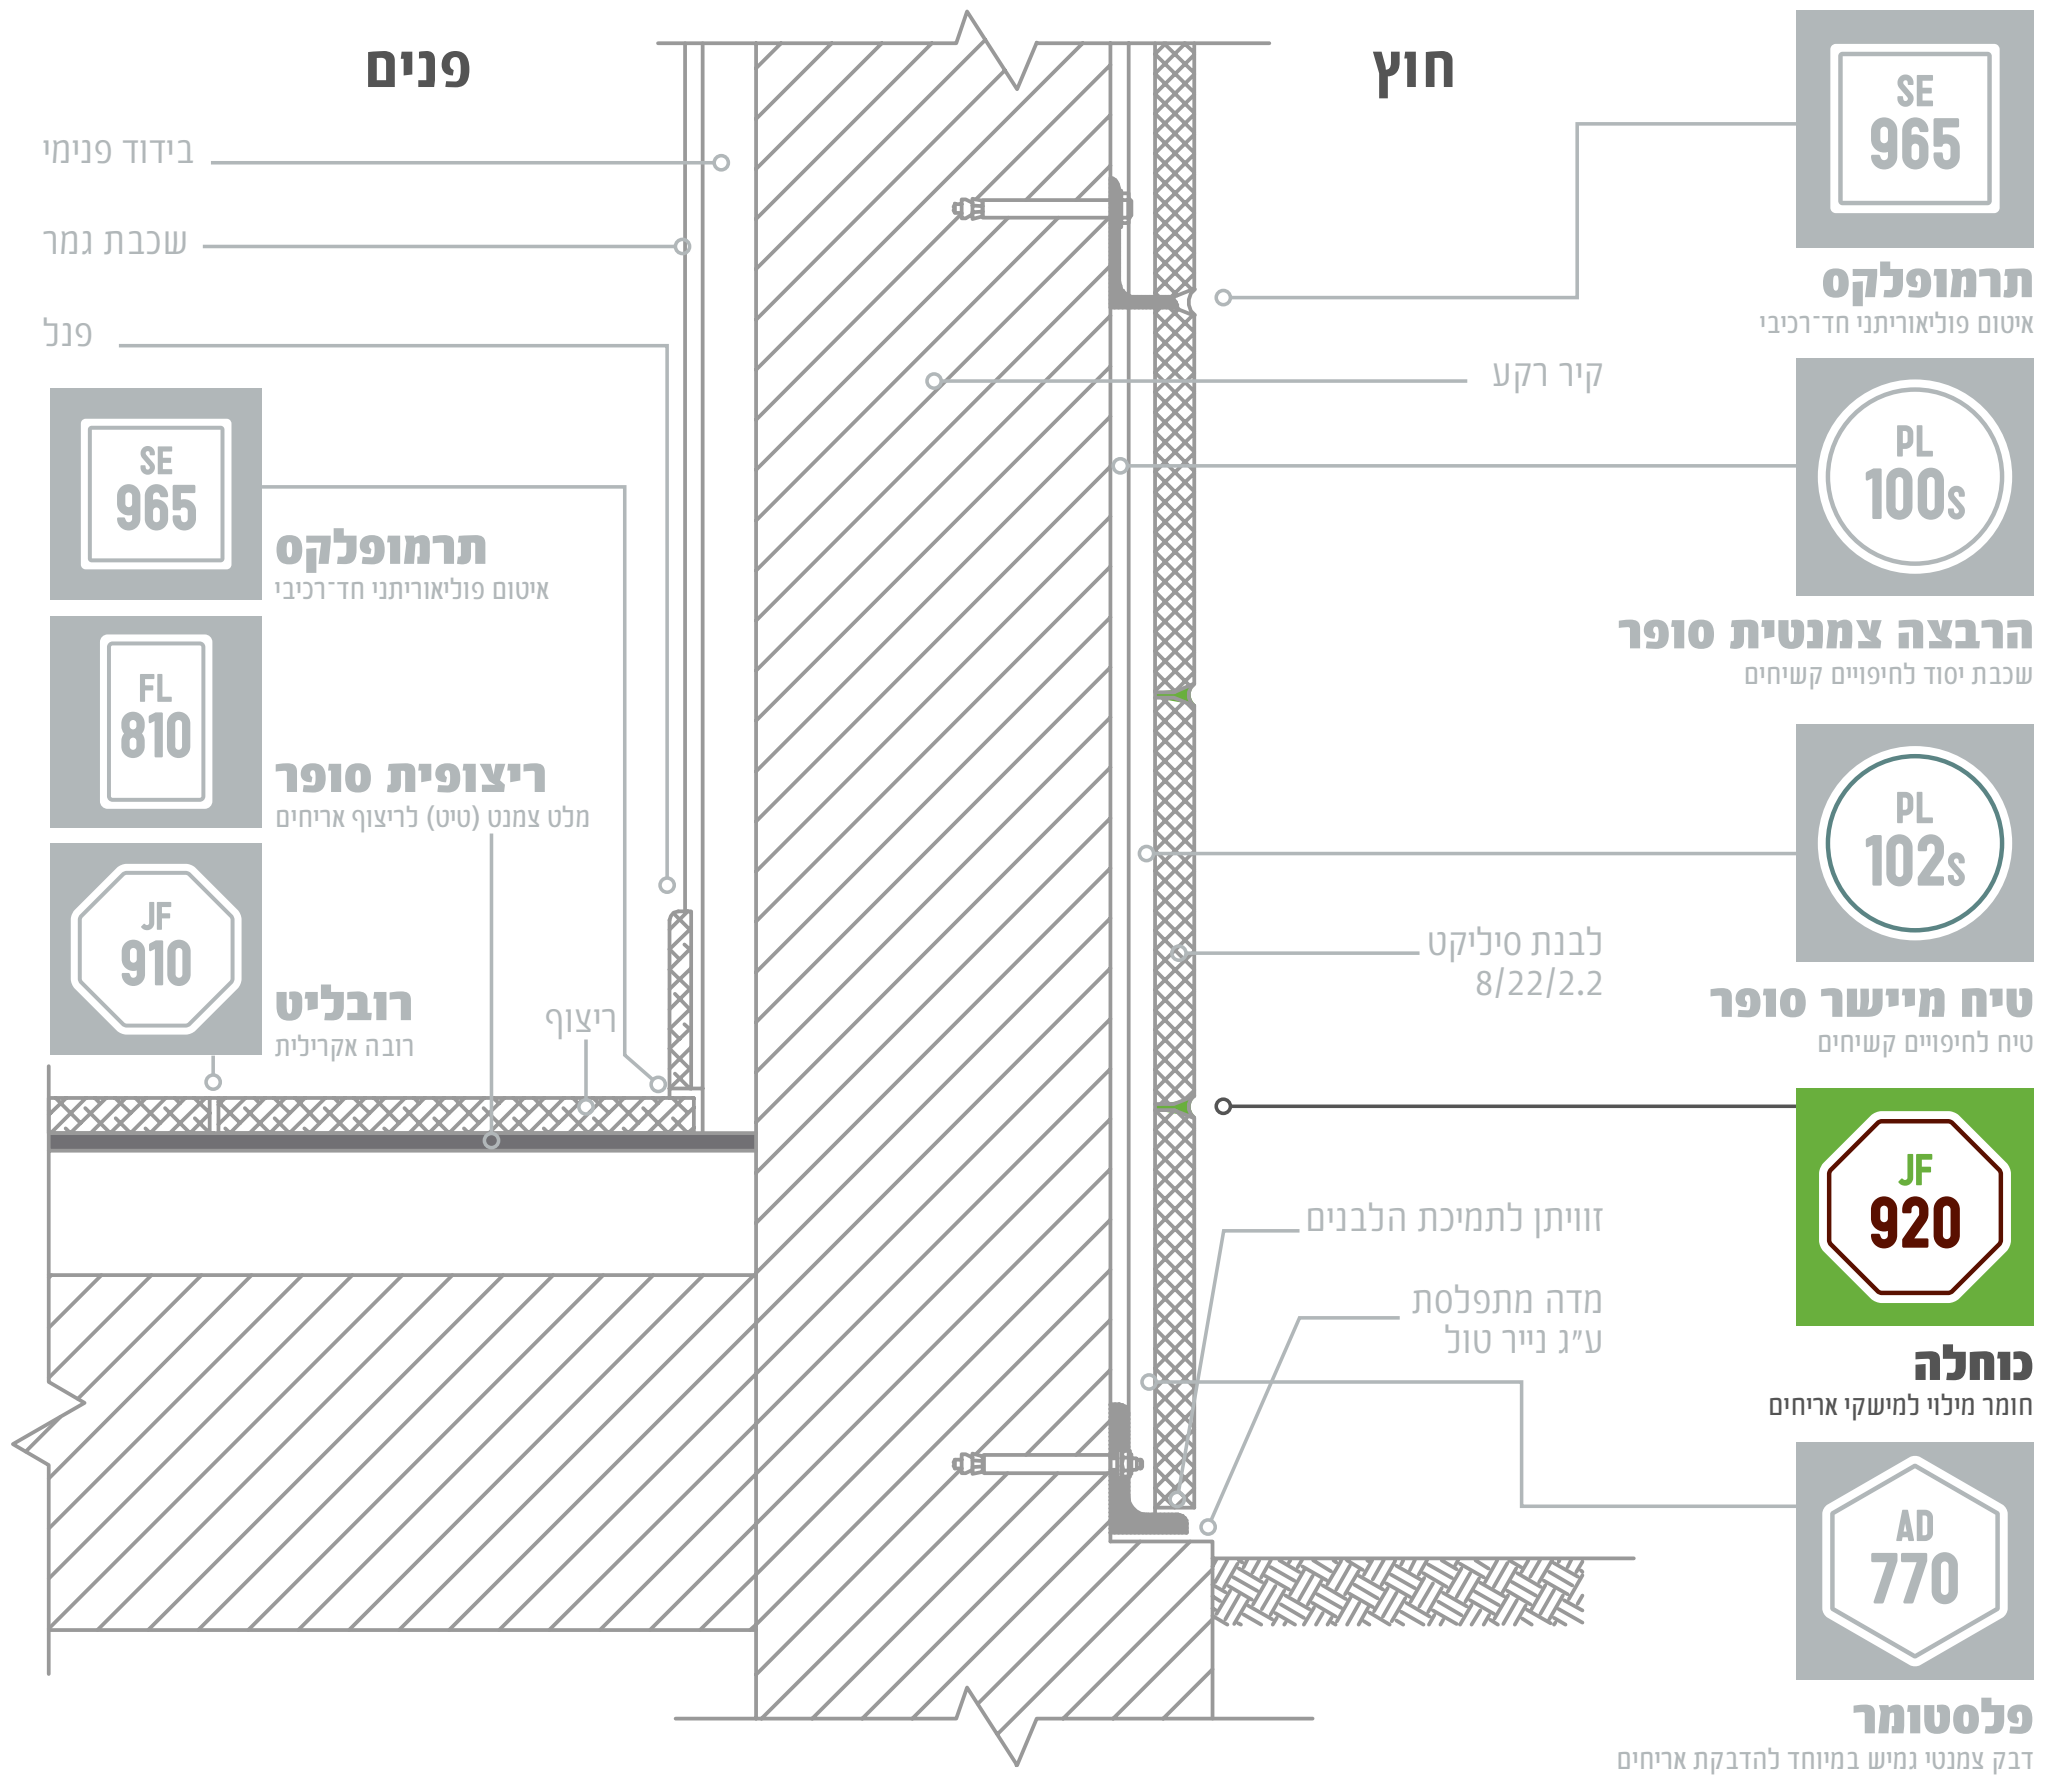 חוץ
פנים
SE
965
תרמופלקס
איטום פוליאוריתני חד־רכיבי
קיר רקע
PL
100s
הרבצה צמנטית סופר
שכבת יסוד לחיפויים קשיחים
PL
102s
טיח מיישר סופר
טיח לחיפויים קשיחים
לבנת סיליקט
8/22/2.2
JF
920
כוחלה
חומר מילוי למישקי אריחים
זוויתן לתמיכת הלבנים
מדה מתפלסת
ע״ג נייר טול
AD
770
פלסטומר
דבק צמנטי גמיש במיוחד להדבקת אריחים
בידוד פנימי
שכבת גמר
פנל
SE
965
תרמופלקס
איטום פוליאוריתני חד־רכיבי
FL
810
ריצופית סופר
מלט צמנט (טיט) לריצוף אריחים
JF
910
רובליט
רובה אקרילית
ריצוף